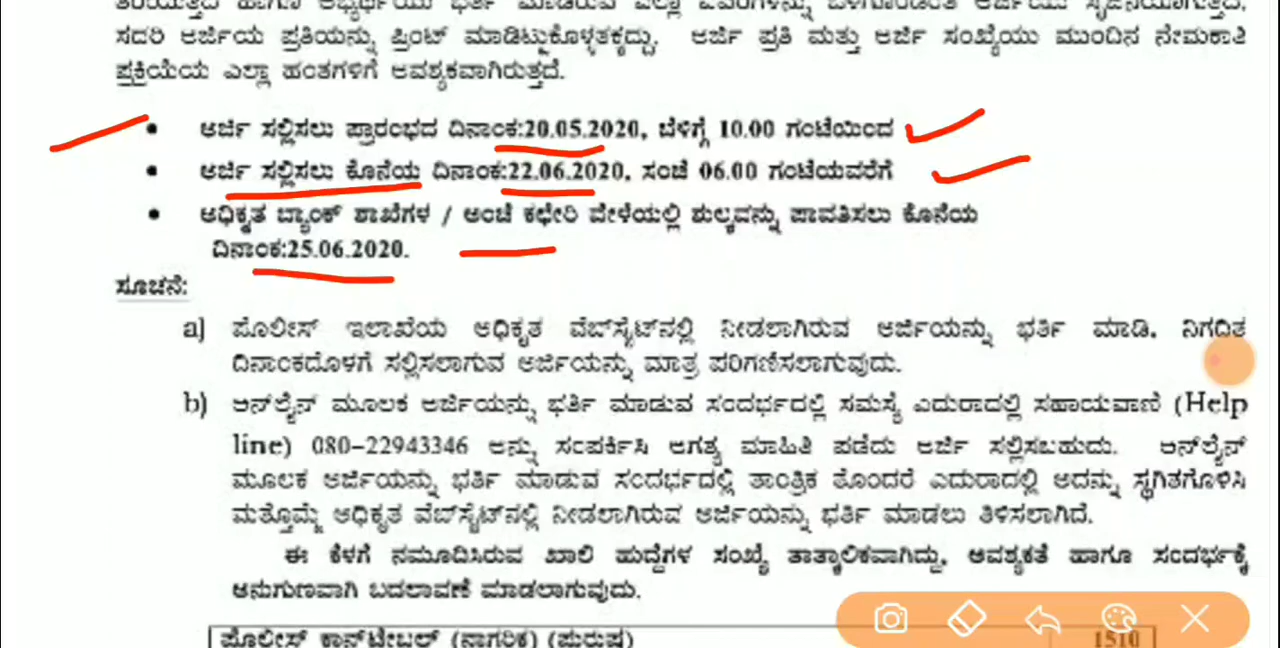 ಸದರಿ ಅರ್ಜಿಯ ಪ್ರತಿಯನ್ನು ಪ್ರಿಂಟ್ ಮಾಡಿಟ್ಟುಕೊಳ್ಳತಕ್ಕದ್ದು. ಅರ್ಜಿ ಪ್ರತಿ ಮತ್ತು ಅರ್ಜಿ ಸಂಖ್ಯೆಯು ಮುಂದಿನ ನೇಮಕಾತಿ
ಪ್ರಕ್ರಿಯೆಯ ಎಲ್ಲಾ ಹಂತಗಳಿಗೆ ಅವಶ್ಯಕವಾಗಿರುತ್ತದೆ.
• ಅರ್ಜಿ ಸಲ್ಲಿಸಲು ಪ್ರಾರಂಭದ ದಿನಾಂಕ:20.05.2020, ಬೆಳಿಗ್ಗೆ 10.00 ಗಂಟೆಯಿಂದ
• ಅರ್ಜಿ ಸಲ್ಲಿಸಲು ಕೊನೆಯ ದಿನಾಂಕ:22.06.2020, ಸಂಜೆ 06.00 ಗಂಟೆಯವರೆಗೆ
• ಅಧಿಕೃತ ಬ್ಯಾಂಕ್ ಶಾಖೆಗಳ / ಅಂಚೆ ಕಛೇರಿ ವೇಳೆಯಲ್ಲಿ ಶುಲ್ಕವನ್ನು ಪಾವತಿಸಲು ಕೊನೆಯ
ದಿನಾಂಕ:25.06.2020.
ಸೂಚನೆ:
a) ಪೊಲೀಸ್ ಇಲಾಖೆಯ ಅಧಿಕೃತ ವೆಬ್‌ಸೈಟ್‌ನಲ್ಲಿ ನೀಡಲಾಗಿರುವ ಅರ್ಜಿಯನ್ನು ಭರ್ತಿ ಮಾಡಿ, ನಿಗದಿತ
ದಿನಾಂಕದೊಳಗೆ ಸಲ್ಲಿಸಲಾಗುವ ಅರ್ಜಿಯನ್ನು ಮಾತ್ರ ಪರಿಗಣಿಸಲಾಗುವುದು.
b) ಆನ್‌ಲೈನ್ ಮೂಲಕ ಅರ್ಜಿಯನ್ನು ಭರ್ತಿ ಮಾಡುವ ಸಂದರ್ಭದಲ್ಲಿ ಸಮಸ್ಯೆ ಎದುರಾದಲ್ಲಿ ಸಹಾಯವಾಣಿ (Help
line) 080-22943346 ಅನ್ನು ಸಂಪರ್ಕಿಸಿ ಅಗತ್ಯ ಮಾಹಿತಿ ಪಡೆದು ಅರ್ಜಿ ಸಲ್ಲಿಸಬಹುದು. ಆನ್‌ಲೈನ್
ಮೂಲಕ ಅರ್ಜಿಯನ್ನು ಭರ್ತಿ ಮಾಡುವ ಸಂದರ್ಭದಲ್ಲಿ ತಾಂತ್ರಿಕ ತೊಂದರೆ ಎದುರಾದಲ್ಲಿ ಅದನ್ನು ಸ್ಥಗಿತಗೊಳಿಸಿ
ಮತ್ತೊಮ್ಮೆ ಅಧಿಕೃತ ವೆಬ್‌ಸೈಟ್‌ನಲ್ಲಿ ನೀಡಲಾಗಿರುವ ಅರ್ಜಿಯನ್ನು ಭರ್ತಿ ಮಾಡಲು ತಿಳಿಸಲಾಗಿದೆ.
ಈ ಕೆಳಗೆ ನಮೂದಿಸಿರುವ ಖಾಲಿ ಹುದ್ದೆಗಳ ಸಂಖ್ಯೆ ತಾತ್ಕಾಲಿಕವಾಗಿದ್ದು, ಅವಶ್ಯಕತೆ ಹಾಗೂ ಸಂದರ್ಭಕ್ಕೆ
ಅನುಗುಣವಾಗಿ ಬದಲಾವಣೆ ಮಾಡಲಾಗುವುದು.
ಪೊಲೀಸ್ ಕಾನ್‌ಟೇಬಲ್ (ನಾಗರಿಕ) (ಪುರುಷ) 1510